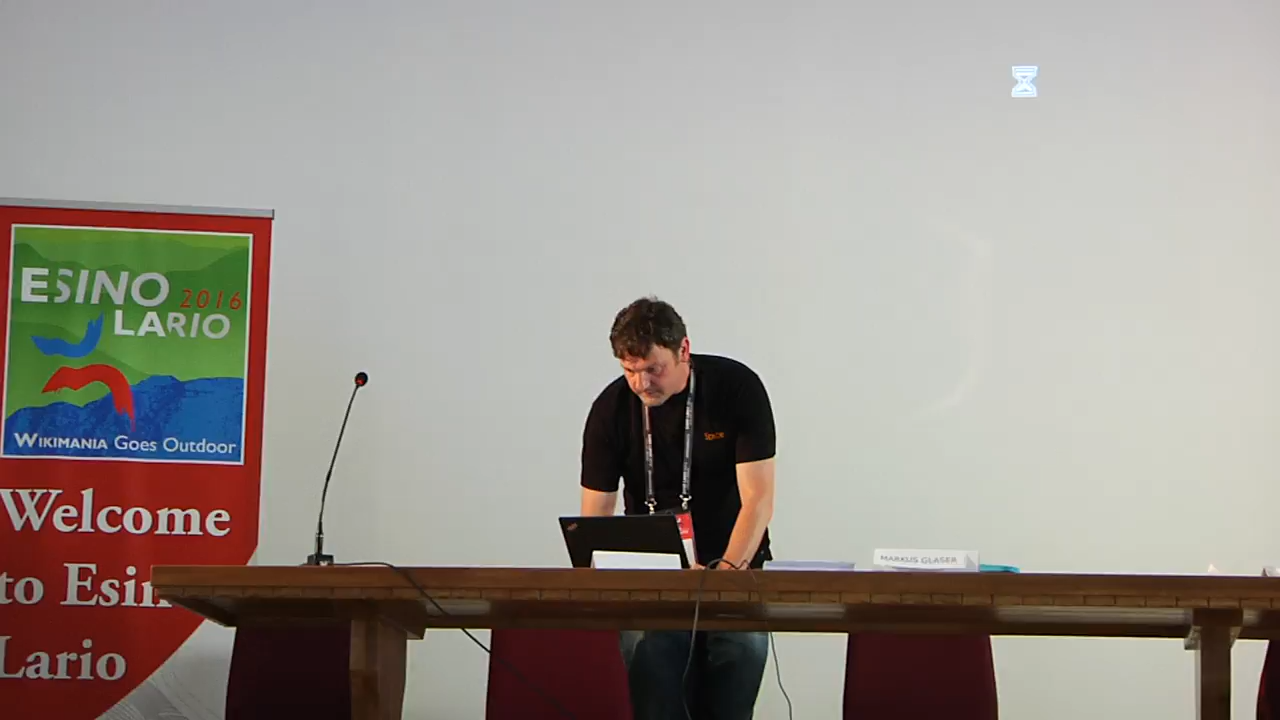 ESINO
2016
LARIO
WIKIMANIA Goes Outdoor
Welcome
to Esin
Lario
MARKUS GLASER